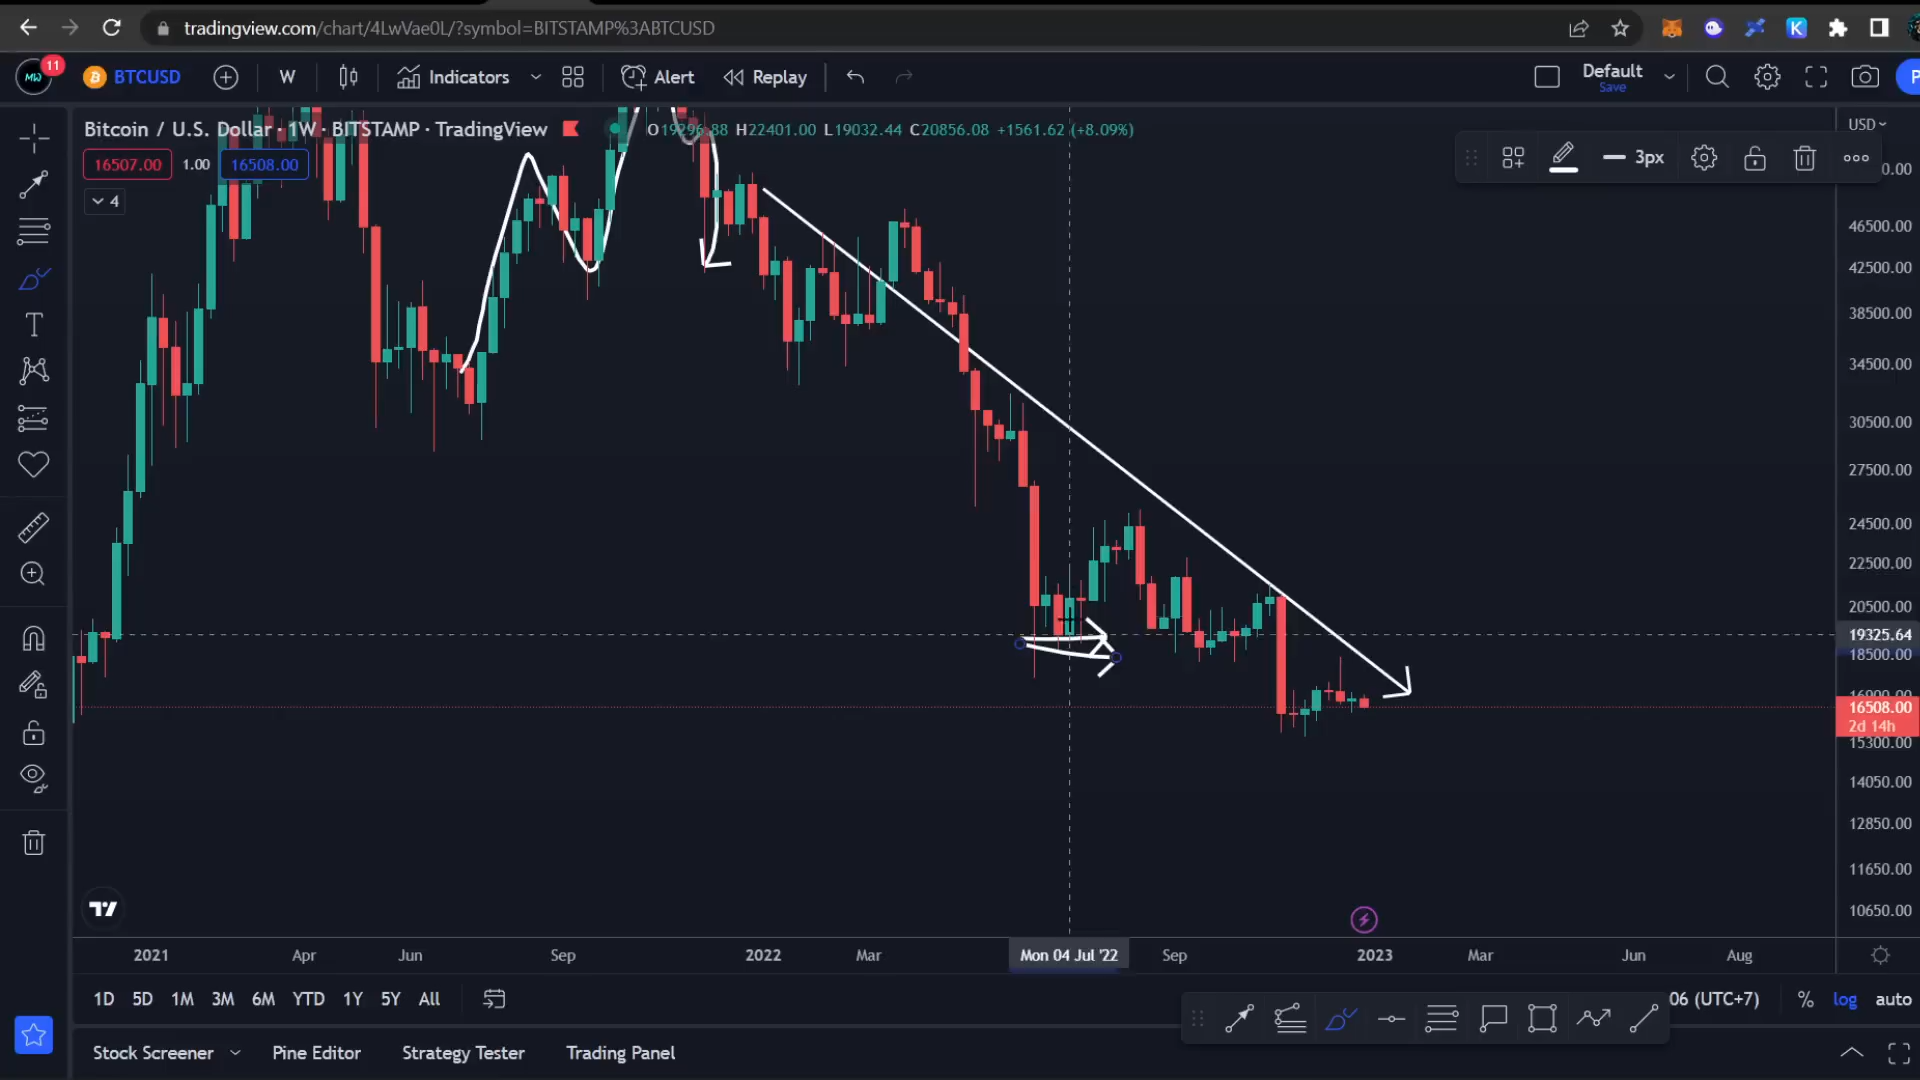 tradingview.com/chart/4LwVae0L/?symbol=BITSTAMP%3ABTCUSD
11
MW
BTCUSD
W
Indicators
Alert
Replay
Default
Save
P
Bitcoin / U.S. Dollar · 1W · BITSTAMP · TradingView
O19296.88 H22401.00 L19032.44 C20856.08 +1561.62 (+8.09%)
USD
16507.00 1.00 16508.00
4
3px
46500.00
42500.00
38500.00
34500.00
30500.00
27500.00
24500.00
22500.00
20500.00
19325.64
18500.00
16508.00
2d 14h
15300.00
14050.00
12850.00
11650.00
10650.00
2021 Apr Jun Sep 2022 Mar Mon 04 Jul '22 Sep 2023 Mar Jun Aug
1D 5D 1M 3M 6M YTD 1Y 5Y All
06 (UTC+7) % log auto
Stock Screener Pine Editor Strategy Tester Trading Panel